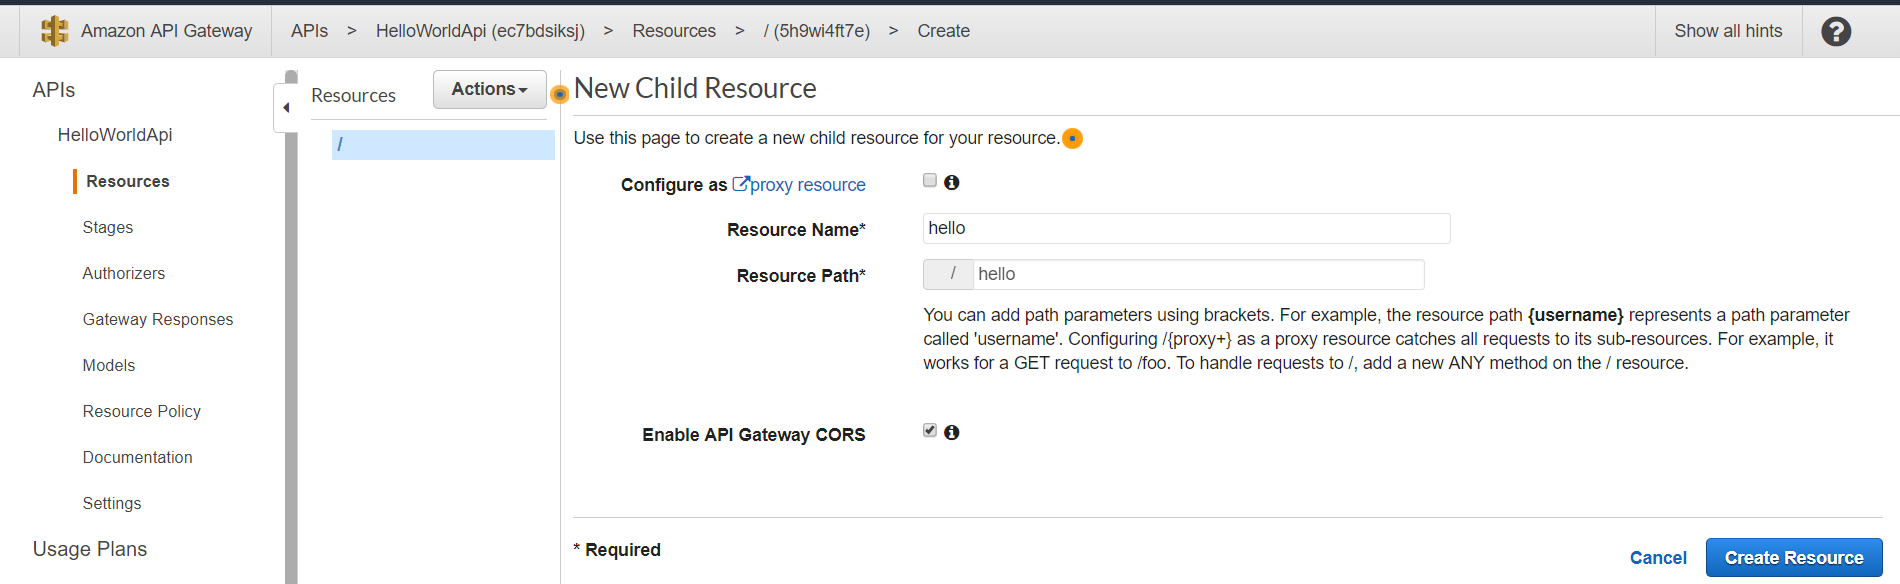 Amazon API Gateway
APIs > HelloWorldApi (ec7bdsiksj) > Resources > / (5h9wi4ft7e) > Create
Show all hints
?
APIs
HelloWorldApi
Resources
Stages
Authorizers
Gateway Responses
Models
Resource Policy
Documentation
Settings
Usage Plans
Resources
Actions
/
New Child Resource
Use this page to create a new child resource for your resource.
Configure as proxy resource
Resource Name*
hello
Resource Path*
/ hello
You can add path parameters using brackets. For example, the resource path {username} represents a path parameter
called 'username'. Configuring /{proxy+} as a proxy resource catches all requests to its sub-resources. For example, it
works for a GET request to /foo. To handle requests to /, add a new ANY method on the / resource.
Enable API Gateway CORS
* Required
Cancel
Create Resource